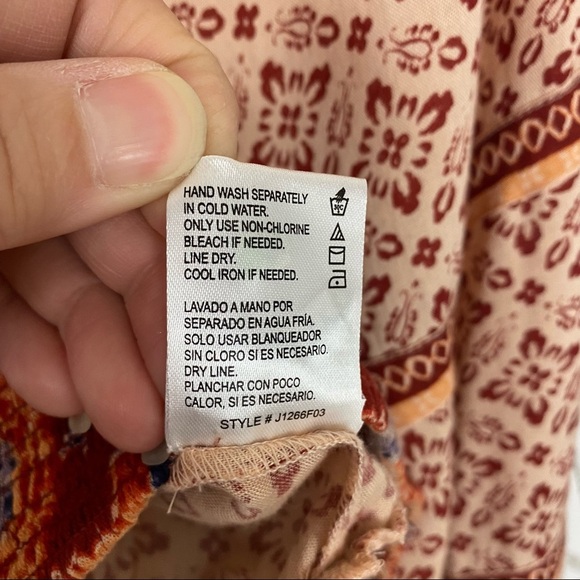 HAND WASH SEPARATELY
IN COLD WATER.
ONLY USE NON-CHLORINE
BLEACH IF NEEDED.
LINE DRY.
COOL IRON IF NEEDED.
LAVADO A MANO POR
SEPARADO EN AGUA FRÍA.
SOLO USAR BLANQUEADOR
SIN CLORO SI ES NECESARIO.
DRY LINE.
PLANCHAR CON POCO
CALOR, SI ES NECESARIO.
STYLE # J1266F03